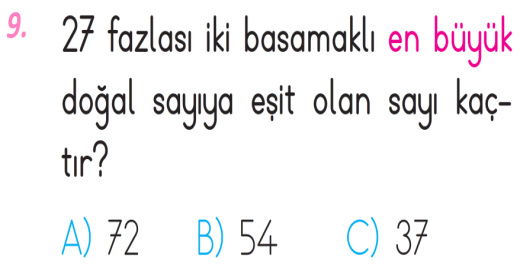 9. 27 fazlası iki basamaklı en büyük
doğal sayıya eşit olan sayı kaç-
tır?
A) 72 B) 54 C) 37